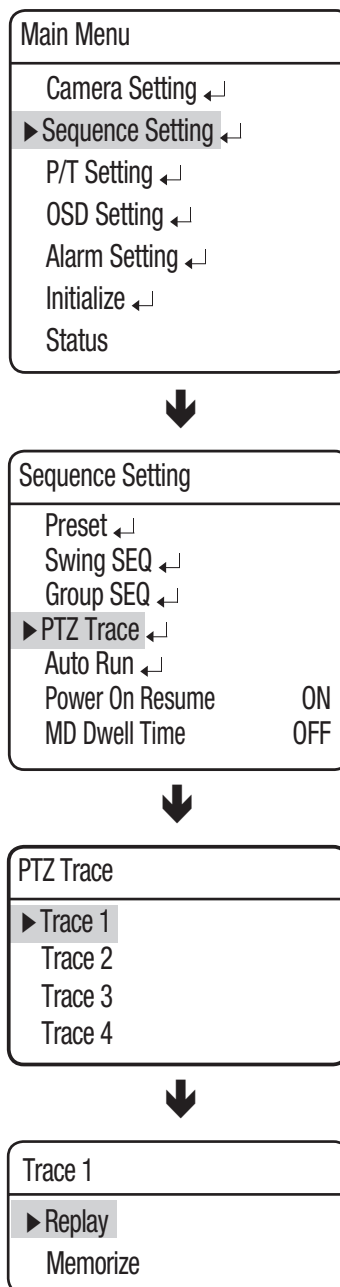 Main Menu
Camera Setting ↵
▶ Sequence Setting ↵
P/T Setting ↵
OSD Setting ↵
Alarm Setting ↵
Initialize ↵
Status
Sequence Setting
Preset ↵
Swing SEQ ↵
Group SEQ ↵
▶ PTZ Trace ↵
Auto Run ↵
Power On Resume ON
MD Dwell Time OFF
PTZ Trace
▶ Trace 1
Trace 2
Trace 3
Trace 4
Trace 1
▶ Replay
Memorize